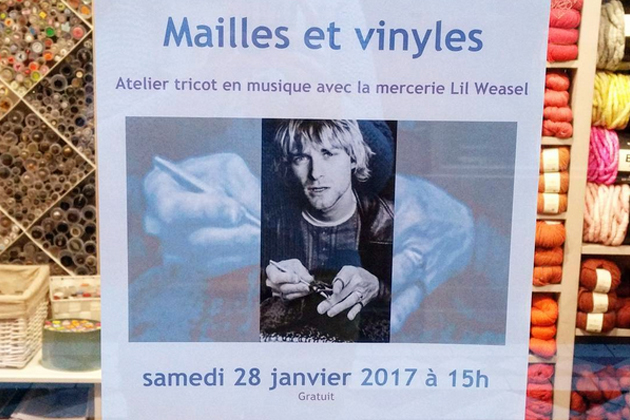 Mailles et vinyles
Atelier tricot en musique avec la mercerie Lil Weasel
samedi 28 janvier 2017 à 15h
Gratuit